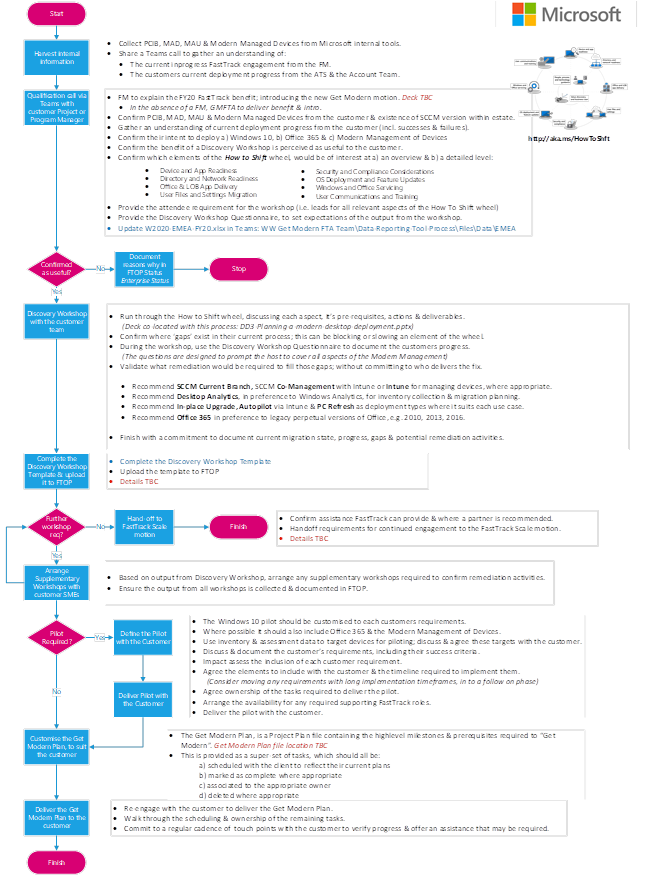 Start
Microsoft
Harvest Internal
Information
Collect PCIB, MAD, MAU & Modern Managed Devices from Microsoft internal tools.
Share a Teams call to gather an understanding of:
The current inprogress FastTrack engagement from the FM.
The customers current deployment progress from the ATS & the Account Team.
http://aka.ms/HowToShift
Qualification call via
Teams with
customer Project or
Program Manager
FM to explain the FY20 FastTrack benefit; introducing the new Get Modern motion. Deck TBC
In the absence of a FM, GMFTA to deliver benefit & intro.
Confirm PCIB, MAD, MAU & Modern Managed Devices from the customer & existence of SCCM version within estate.
Gather an understanding of current deployment progress from the customer (incl. successes & failures).
Confirm their intent to deploy a) Windows 10, b) Office 365 & c) Modern Management of Devices
Confirm the benefit of a Discovery Workshop is perceived as useful to the customer.
Confirm which elements of the How to Shift wheel, would be of interest at a) an overview & b) a detailed level:
Device and App Readiness
Directory and Network Readiness
Office & LOB App Delivery
User Files and Settings Migration
Security and Compliance Considerations
OS Deployment and Feature Updates
Windows and Office Servicing
User Communications and Training
Provide the attendee requirement for the workshop (i.e. leads for all relevant aspects of the How To Shift wheel)
Provide the Discovery Workshop Questionnaire, to set expectations of the output from the workshop.
Update W2020-EMEA-FY20.xlsx in Teams: WW Get Modern FTA Team\Data-Reporting-Tool-Process\Files\Data\EMEA
Confirmed
as useful?
No
Document
reasons why in
FTOP Status
Enterprise Status
Stop
Yes
Discovery Workshop
with the customer
team
Run through the How to Shift wheel, discussing each aspect, it's pre-requisites, actions & deliverables.
(Deck co located with this process: DD3 Planning a modern desktop deployment.pptx)
Confirm where 'gaps' exist in their current process; this can be blocking or slowing an element of the wheel.
During the workshop, use the Discovery Workshop Questionnaire to document the customers progress.
(The questions are designed to prompt the host to cover all aspects of the Modern Management)
Validate what remediation would be required to fill those gaps; without committing to who delivers the fix.
Recommend SCCM Current Branch, SCCM Co-Management with Intune or Intune for managing devices, where appropriate.
Recommend Desktop Analytics, in preference to Windows Analytics, for inventory collection & migration planning.
Recommend In-place Upgrade, Autopilot via Intune & PC Refresh as deployment types where it suits each use case.
Recommend Office 365 in preference to legacy perpetual versions of Office, e.g. 2010, 2013, 2016.
Finish with a commitment to document current migration state, progress, gaps & potential remediation activities.
Complete the
Discovery Workshop
Template & upload
it to FTOP
Complete the Discovery Workshop Template
Upload the template to FTOP
Details TBC
Further
workshop
req?
No
Hand-off to
FastTrack Scale
motion
Finish
Confirm assistance FastTrack can provide & where a partner is recommended.
Handoff requirements for continued engagement to the FastTrack Scale motion.
Details TBC
Yes
Arrange
Supplementary
Workshops with
customer SMEs
Based on output from Discovery Workshop, arrange any supplementary workshops required to confirm remediation activities.
Ensure the output from all workshops is collected & documented in FTOP.
Pilot
Required?
Yes
Define the Pilot
with the Customer
No
Deliver Pilot with
the Customer
The Windows 10 pilot should be customised to each customers requirements.
Where possible it should also include Office 365 & the Modern Management of Devices.
Use inventory & assessment data to target devices for piloting; discuss & agree these targets with the customer.
Discuss & document the customer's requirements, including their success criteria.
Impact assess the inclusion of each customer requirement.
Agree the elements to include with the customer & the timeline required to implement them.
(Consider moving any requirements with long implementation timeframes, in to a follow on phase)
Agree ownership of the tasks required to deliver the pilot.
Arrange the availability for any required supporting FastTrack roles.
Deliver the pilot with the customer.
Customise the Get
Modern Plan, to suit
the customer
The Get Modern Plan, is a Project Plan file containing the highlevel milestones & prerequisites required to "Get
Modern". Get Modern Plan file location TBC
This is provided as a super-set of tasks, which should all be:
a) scheduled with the client to reflect their current plans
b) marked as complete where appropriate
c) associated to the appropriate owner
d) deleted where appropriate
Deliver the Get
Modern Plan to the
customer
Re-engage with the customer to deliver the Get Modern Plan.
Walk through the scheduling & ownership of the remaining tasks.
Commit to a regular cadence of touch points with the customer to verify progress & offer an assistance that may be required.
Finish